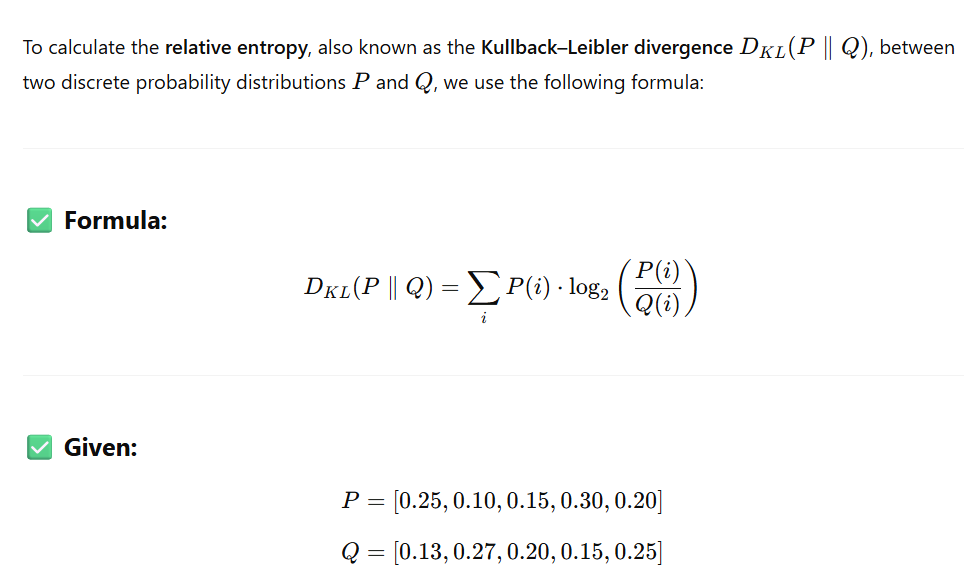 To calculate the relative entropy, also known as the Kullback–Leibler divergence $D_{KL}(P \parallel Q)$, between
two discrete probability distributions $P$ and $Q$, we use the following formula:
✅ Formula:
$D_{KL}(P \parallel Q) = \sum_{i} P(i) \cdot \log_2 \left( \frac{P(i)}{Q(i)} \right)$
✅ Given:
$P = [0.25, 0.10, 0.15, 0.30, 0.20]$
$Q = [0.13, 0.27, 0.20, 0.15, 0.25]$